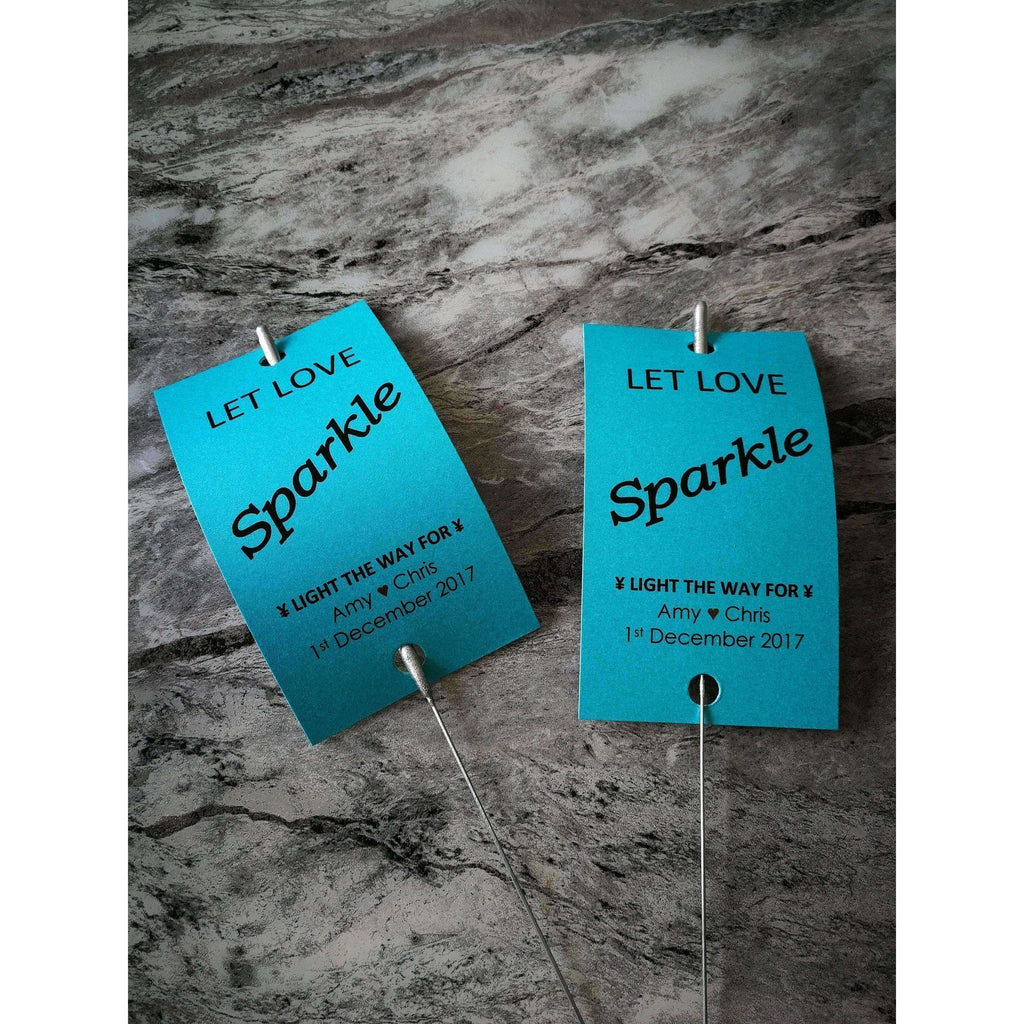 LET LOVE
Sparkle
¥ LIGHT THE WAY FOR ¥
Amy ♥ Chris
1st December 2017
LET LOVE
Sparkle
¥ LIGHT THE WAY FOR ¥
Amy ♥ Chris
1st December 2017